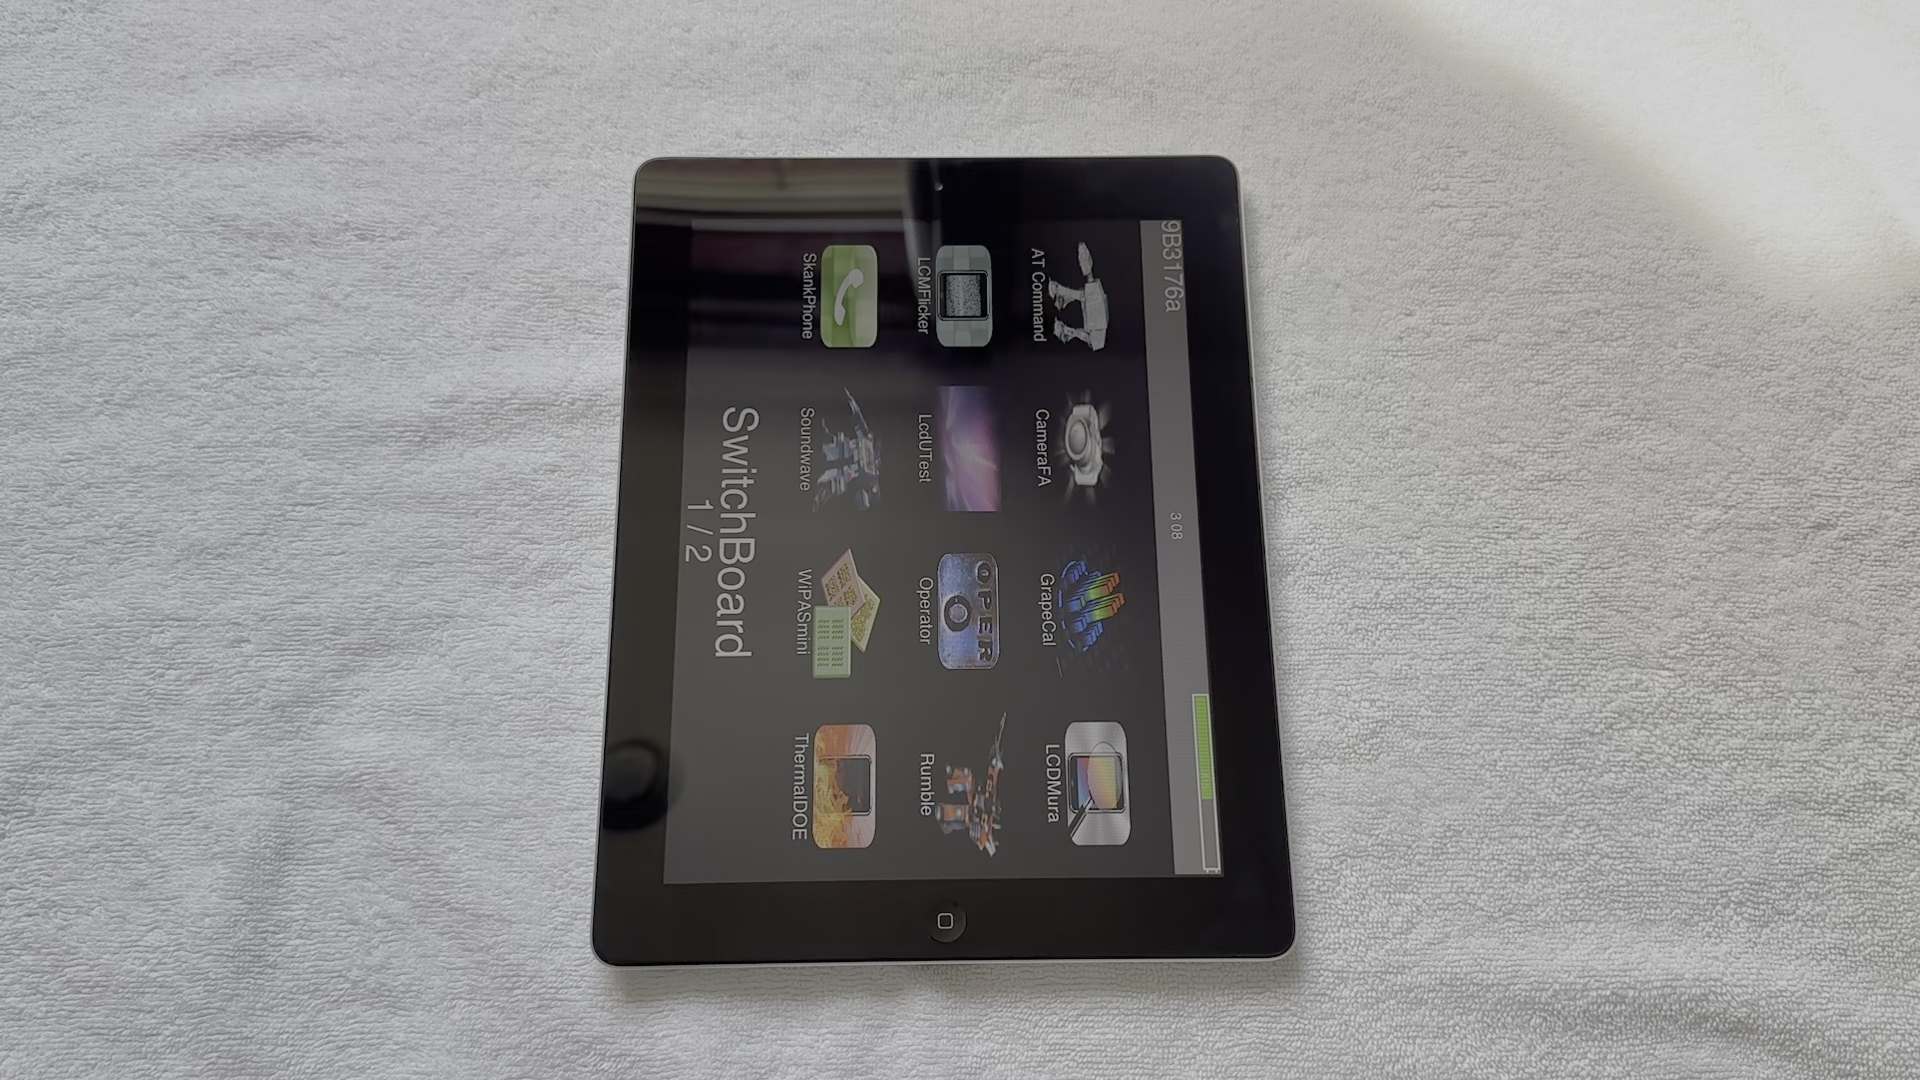 9B3176a
3:08
AT Command
CameraFA
GrapeCal
LCDMura
LCMFlicker
LcdUTest
Operator
Rumble
OPER
SkankPhone
Soundwave
WiPASmini
ThermalDOE
SwitchBoard
1 / 2